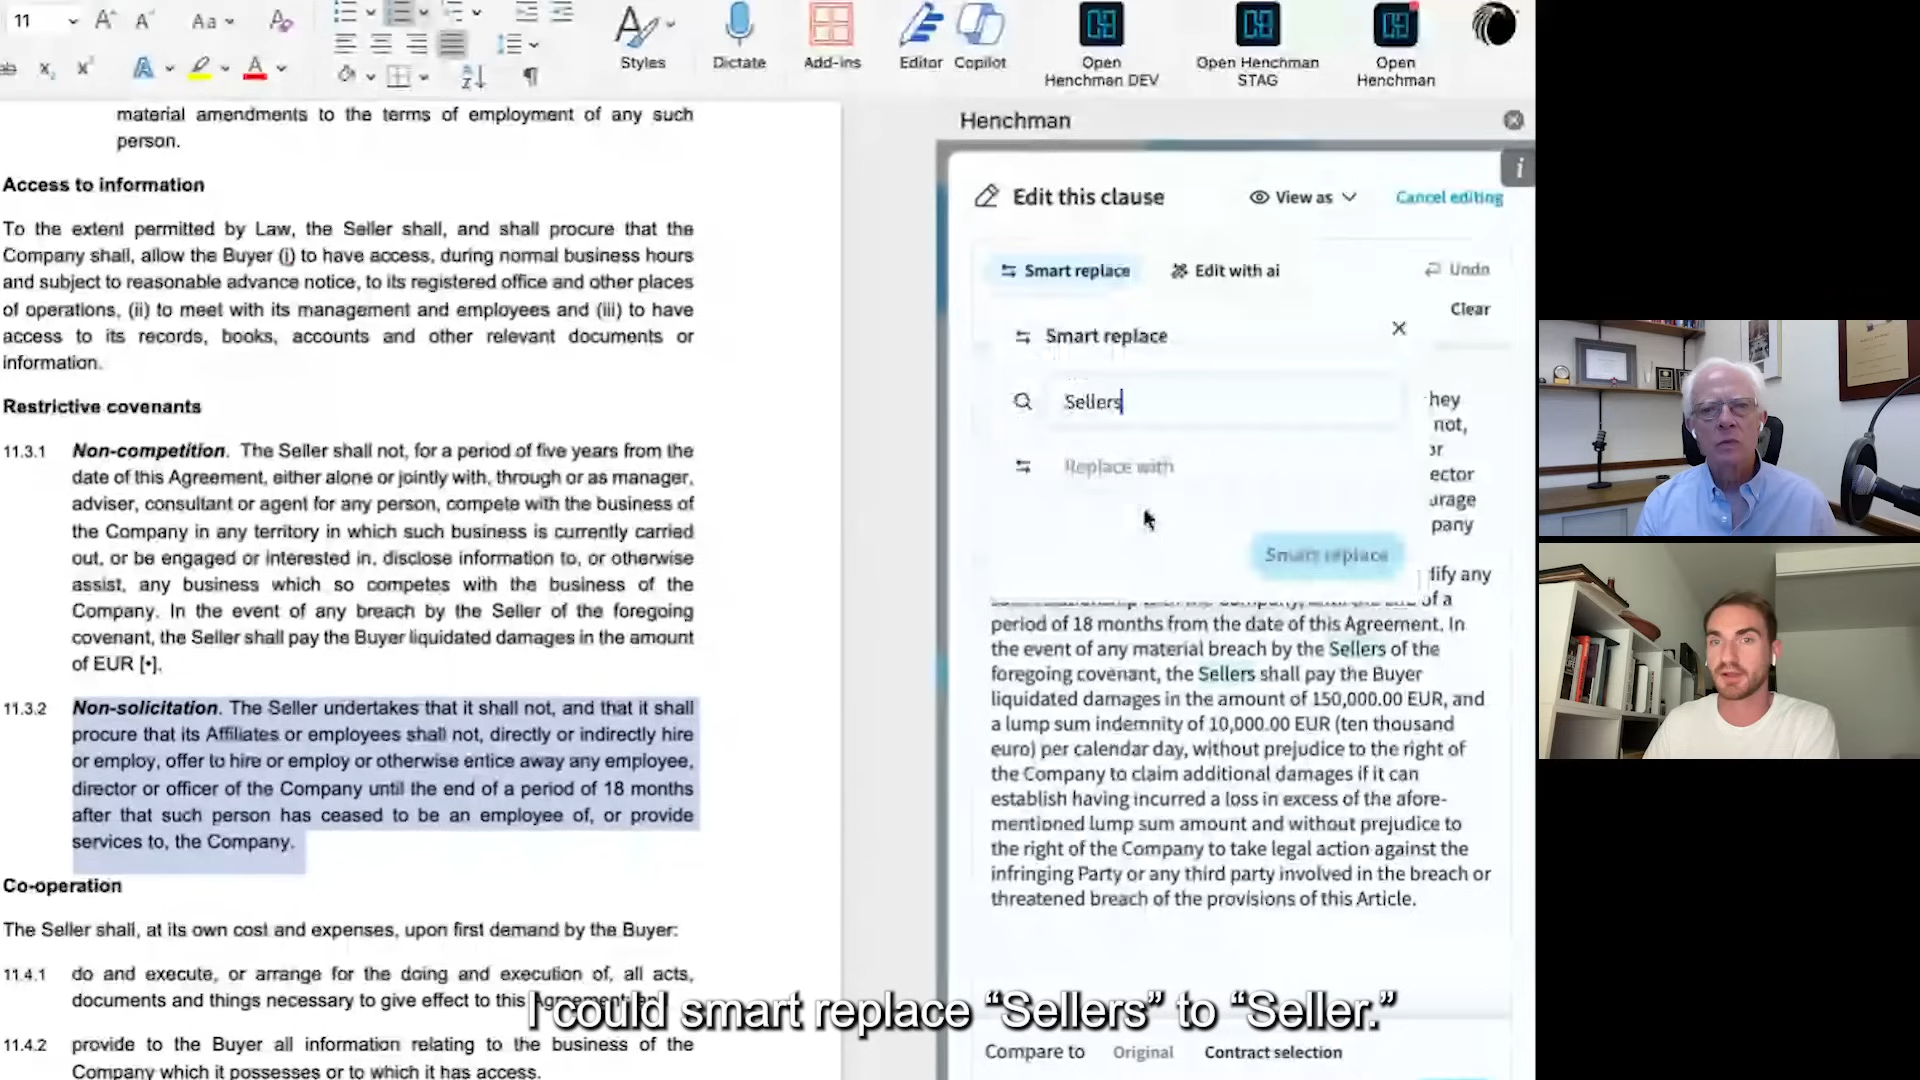 11
Aa
Styles
Dictate
Add-ins
Editor
Copilot
Open
Henchman DEV
Open Henchman
STAG
Open
Henchman
material amendments to the terms of employment of any such
person.
Access to information
To the extent permitted by Law, the Seller shall, and shall procure that the
Company shall, allow the Buyer (i) to have access, during normal business hours
and subject to reasonable advance notice, to its registered office and other places
of operations, (ii) to meet with its management and employees and (iii) to have
access to its records, books, accounts and other relevant documents or
information.
Restrictive covenants
11.3.1 Non-competition. The Seller shall not, for a period of five years from the
date of this Agreement, either alone or jointly with, through or as manager,
adviser, consultant or agent for any person, compete with the business of
the Company in any territory in which such business is currently carried
out, or be engaged or interested in, disclose information to, or otherwise
assist, any business which so competes with the business of the
Company. In the event of any breach by the Seller of the foregoing
covenant, the Seller shall pay the Buyer liquidated damages in the amount
of EUR [•].
11.3.2 Non-solicitation. The Seller undertakes that it shall not, and that it shall
procure that its Affiliates or employees shall not, directly or indirectly hire
or employ, offer to hire or employ or otherwise entice away any employee,
director or officer of the Company until the end of a period of 18 months
after that such person has ceased to be an employee of, or provide
services to, the Company.
Co-operation
The Seller shall, at its own cost and expenses, upon first demand by the Buyer:
11.4.1 do and execute, or arrange for the doing and execution of, all acts,
documents and things necessary to give effect to this
11.4.2 provide to the Buyer all information relating to the business of the
Company which it possesses or to which it has access.
Henchman
Edit this clause
View as
Cancel editing
Smart replace
Edit with ai
Undo
Clear
Smart replace
Sellers
Replace with
Smart replace
hey
not,
or
ector
urage
pany
dify any
of a
period of 18 months from the date of this Agreement. In
the event of any material breach by the Sellers of the
foregoing covenant, the Sellers shall pay the Buyer
liquidated damages in the amount of 150,000.00 EUR, and
a lump sum indemnity of 10,000.00 EUR (ten thousand
euro) per calendar day, without prejudice to the right of
the Company to claim additional damages if it can
establish having incurred a loss in excess of the afore-
mentioned lump sum amount and without prejudice to
the right of the Company to take legal action against the
infringing Party or any third party involved in the breach or
threatened breach of the provisions of this Article.
Compare to
Original
Contract selection
I could smart replace “Sellers” to “Seller.”